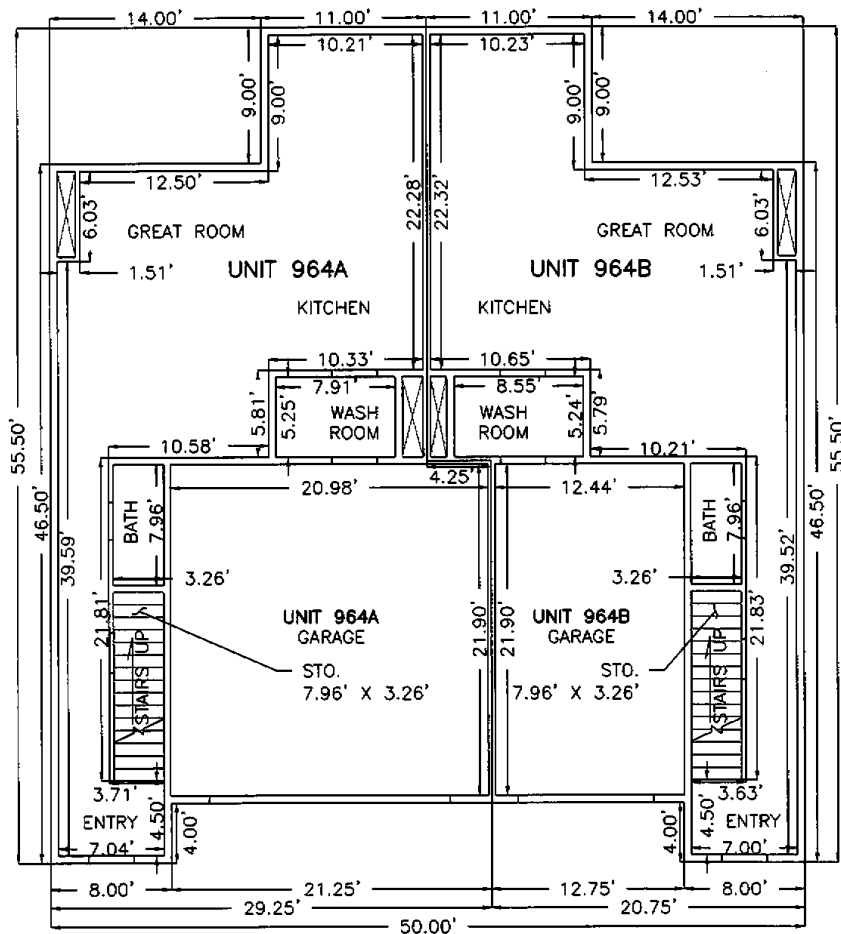 14.00' 11.00' 11.00' 14.00'
10.21' 10.23'
9.00' 9.00' 9.00' 9.00'
12.50' 12.53'
6.03' 22.28' 22.32' 6.03'
GREAT ROOM GREAT ROOM
UNIT 964A UNIT 964B
1.51' 1.51'
KITCHEN KITCHEN
10.33' 10.65'
7.91' 8.55'
5.81' 5.25' WASH ROOM WASH ROOM 5.24' 5.79'
55.50' 55.50'
10.58' 10.21'
4.25'
20.98' 12.44'
46.50' 46.50'
BATH 7.96' BATH 7.96'
39.59' 39.52'
3.26' 3.26'
21.81' 21.90' 21.90' 21.83'
UNIT 964A UNIT 964B
GARAGE GARAGE
STAIRS UP STAIRS UP
STO. STO.
7.96' X 3.26' 7.96' X 3.26'
3.71' 3.63'
4.50' 4.50'
ENTRY ENTRY
4.00' 4.00'
7.04' 7.00'
8.00' 21.25' 12.75' 8.00'
29.25' 20.75'
50.00'